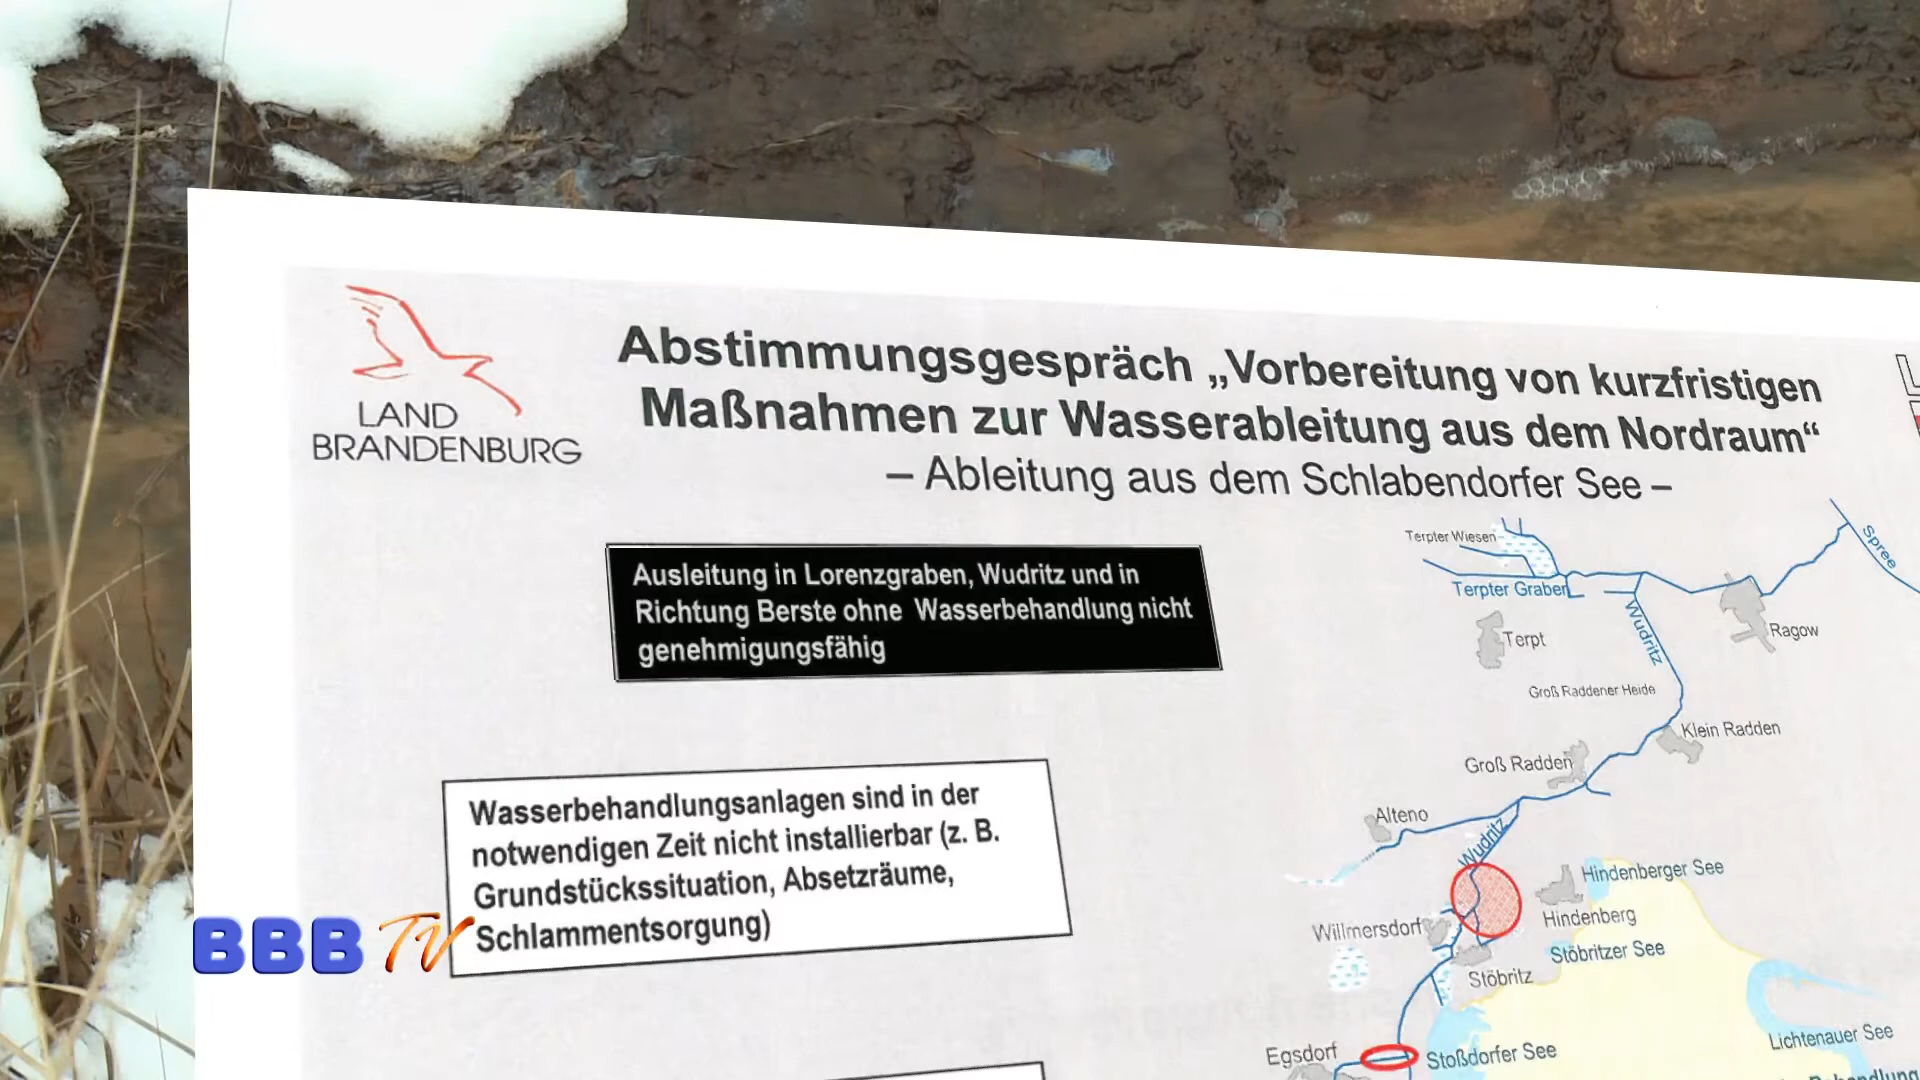 LAND
BRANDENBURG
Abstimmungsgespräch „Vorbereitung von kurzfristigen
Maßnahmen zur Wasserableitung aus dem Nordraum“
– Ableitung aus dem Schlabendorfer See –
Ausleitung in Lorenzgraben, Wudritz und in
Richtung Berste ohne Wasserbehandlung nicht
genehmigungsfähig
Wasserbehandlungsanlagen sind in der
notwendigen Zeit nicht installierbar (z. B.
Grundstückssituation, Absetzräume,
Schlammentsorgung)
BBB TV
Terpter Wiesen
Spree
Terpter Graben
Wudritz
Terpt
Ragow
Groß Raddener Heide
Klein Radden
Groß Radden
Alteno
Wudritz
Hindenberger See
Hindenberg
Willmersdorf
Stöbritzer See
Stöbritz
Lichtenauer See
Egsdorf
Stoßdorfer See